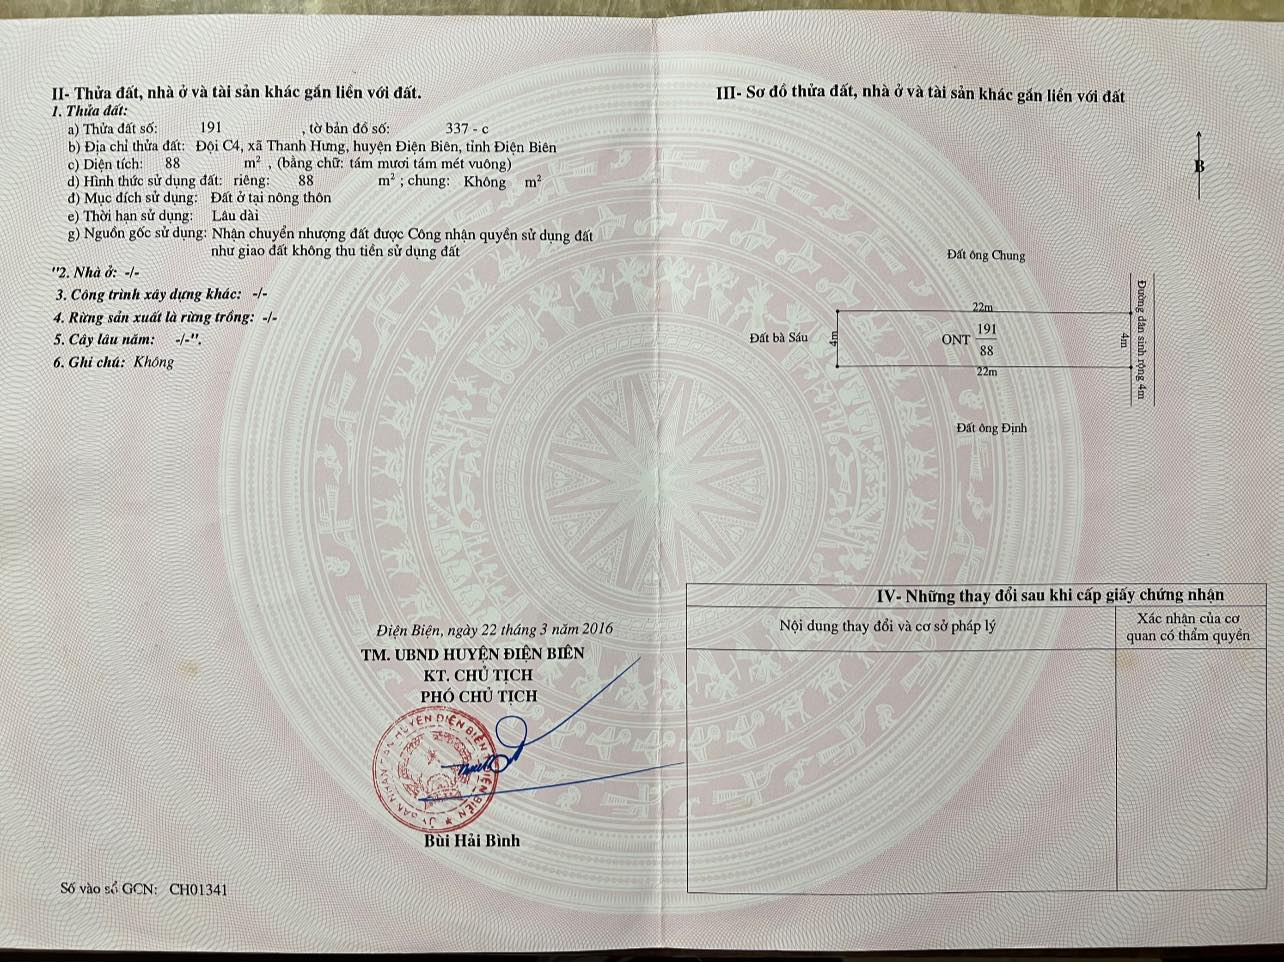 II- Thửa đất, nhà ở và tài sản khác gắn liền với đất.
1. Thửa đất:
a) Thửa đất số: 191 , tờ bản đồ số: 337 - c
b) Địa chỉ thửa đất: Đội C4, xã Thanh Hưng, huyện Điện Biên, tỉnh Điện Biên
c) Diện tích: 88 m² , (bằng chữ: tám mươi tám mét vuông)
d) Hình thức sử dụng đất: riêng: 88 m² ; chung: Không m²
đ) Mục đích sử dụng: Đất ở tại nông thôn
e) Thời hạn sử dụng: Lâu dài
g) Nguồn gốc sử dụng: Nhận chuyển nhượng đất được Công nhận quyền sử dụng đất
như giao đất không thu tiền sử dụng đất
"2. Nhà ở: -/-
3. Công trình xây dựng khác: -/-
4. Rừng sản xuất là rừng trồng: -/-
5. Cây lâu năm: -/-".
6. Ghi chú: Không
Điện Biên, ngày 22 tháng 3 năm 2016
TM. UBND HUYỆN ĐIỆN BIÊN
KT. CHỦ TỊCH
PHÓ CHỦ TỊCH
Bùi Hải Bình
Số vào sổ GCN: CH01341
III- Sơ đồ thửa đất, nhà ở và tài sản khác gắn liền với đất
B
Đất ông Chung
22m
Đất bà Sáu
4m
ONT
191
88
4m
Đường dân sinh rộng 4m
22m
Đất ông Định
IV- Những thay đổi sau khi cấp giấy chứng nhận
Nội dung thay đổi và cơ sở pháp lý
Xác nhận của cơ
quan có thẩm quyền